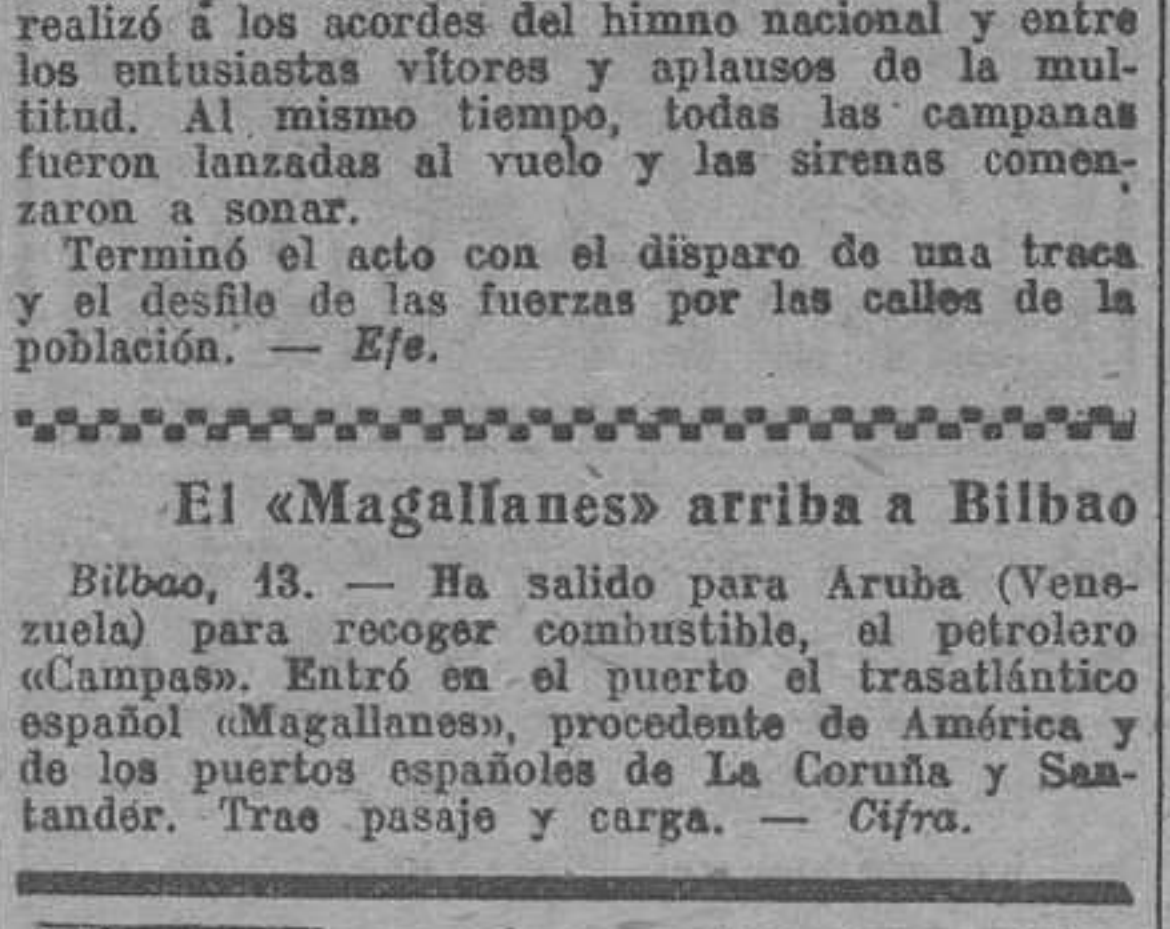 realizó a los acordes del himno nacional y entre
los entusiastas vítores y aplausos de la mul-
titud. Al mismo tiempo, todas las campanas
fueron lanzadas al vuelo y las sirenas comen-
zaron a sonar.
Terminó el acto con el disparo de una traca
y el desfile de las fuerzas por las calles de la
población. — Efe.
El «Magallanes» arriba a Bilbao
Bilbao, 13. — Ha salido para Aruba (Vene-
zuela) para recoger combustible, el petrolero
«Campas». Entró en el puerto el trasatlántico
español «Magallanes», procedente de América y
de los puertos españoles de La Coruña y San-
tander. Trae pasaje y carga. — Cifra.